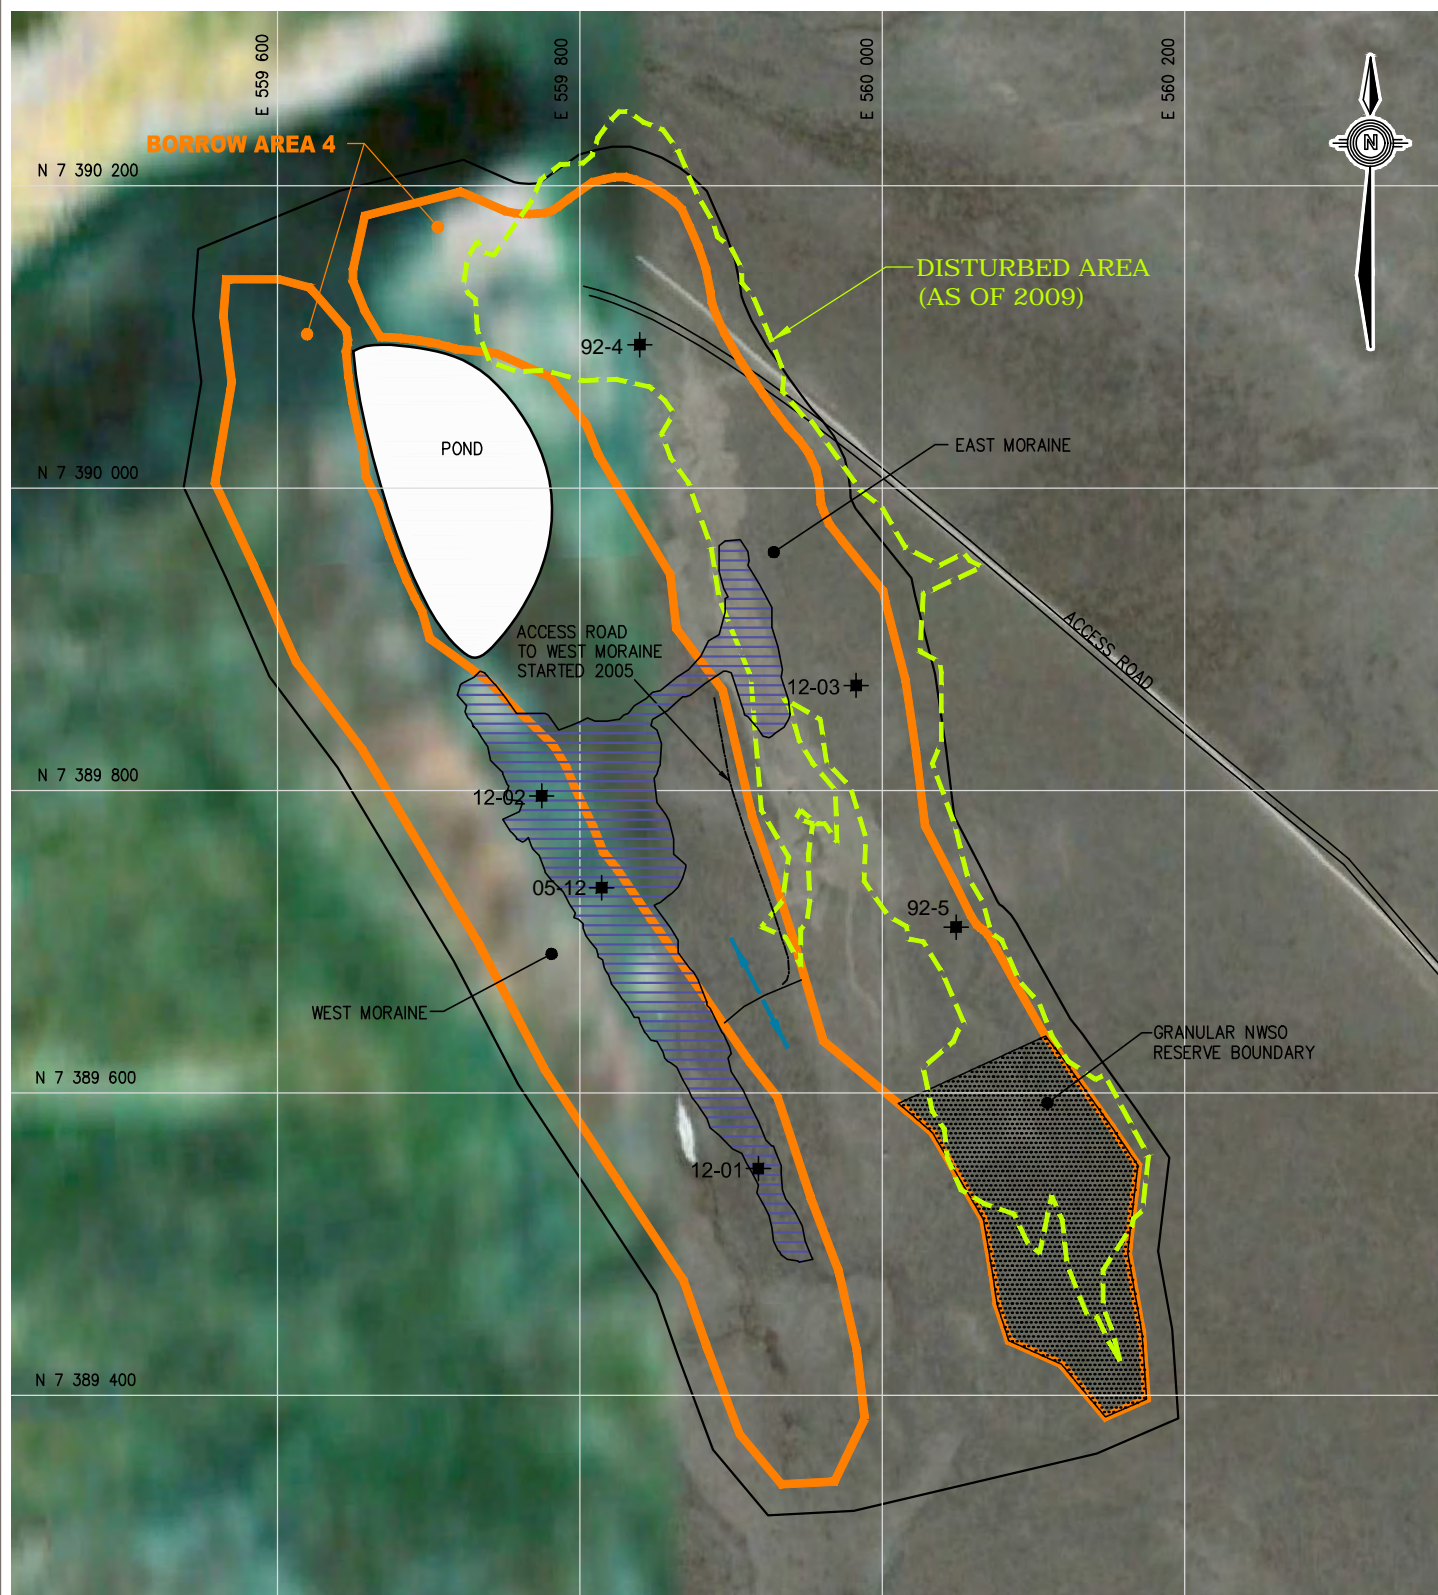 E 559 600
E 559 800
E 560 000
E 560 200
BORROW AREA 4
N 7 390 200
N
DISTURBED AREA
(AS OF 2009)
92-4
POND
EAST MORAINE
N 7 390 000
ACCESS ROAD
TO WEST MORAINE
STARTED 2005
ACCESS ROAD
12-03
N 7 389 800
12-02
05-12
92-5
WEST MORAINE
GRANULAR NWSO
RESERVE BOUNDARY
N 7 389 600
12-01
N 7 389 400